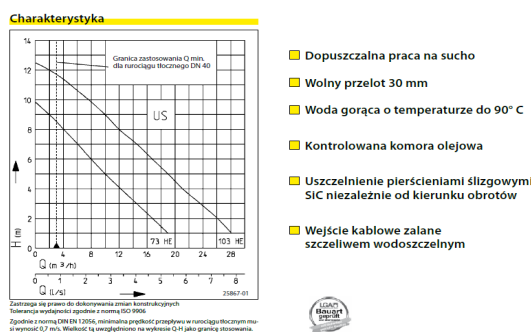 Charakterystyka
14
12
10
8
6
4
2
0
H (m)
Granica zastosowania Q min.
dla rurociągu tłocznego DN 40
US
73 HE
103 HE
0 4 8 12 16 20 24 28
Q (m³/h)
0 1 2 3 4 5 6 7 8
Q (L/s)
25867-01
Zastrzega się prawo do dokonywania zmian konstrukcyjnych
Tolerancja wydajności zgodnie z normą ISO 9906
Zgodnie z normą DIN EN 12056, minimalna prędkość przepływu w rurociągu tłocznym mu-
si wynosić 0,7 m/s. Wielkość tą uwzględniono na wykresie Q-H jako granicę stosowania.
Dopuszczalna praca na sucho
Wolny przelot 30 mm
Woda gorąca o temperaturze do 90° C
Kontrolowana komora olejowa
Uszczelnienie pierścieniami ślizgowymi
SiC niezależnie od kierunku obrotów
Wejście kablowe zalane
szczeliwem wodoszczelnym
LGA
Bauart
geprüft